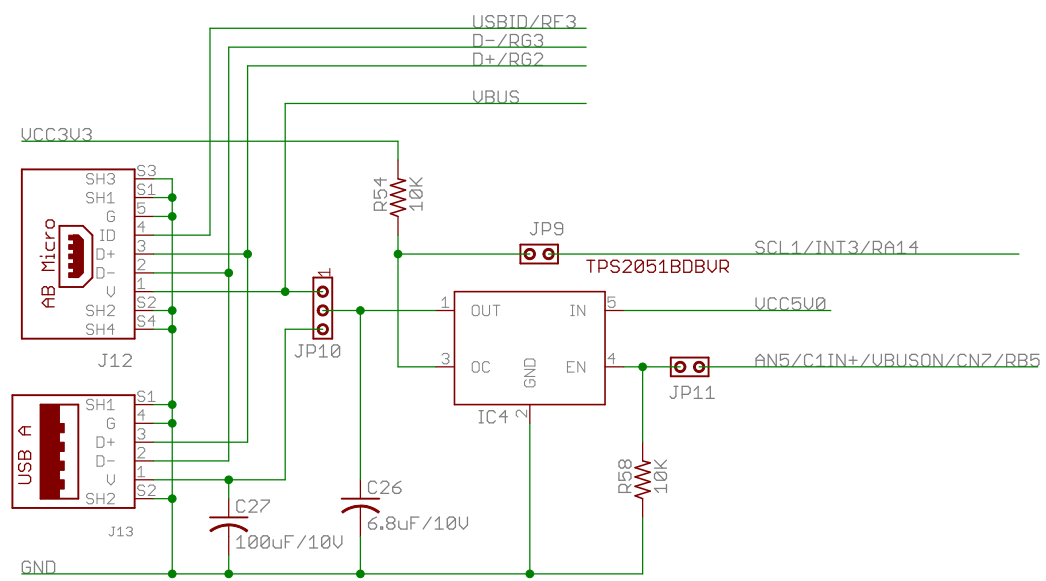 USBID/RF3
D-/RG3
D+/RG2
VBUS
VCC3V3
SH3 S3
SH1 S1
G 5
ID 4
D+ 3
D- 2
V 1
SH2 S2
SH4 S4
AB Micro
J12
R54
10K
JP9
SCL1/INT3/RA14
TPS2051BDBVR
1
JP10
1 OUT
IN 5
VCC5V0
3 OC
GND
2
EN 4
AN5/C1IN+/VBUSON/CN7/RB5
JP11
IC4
SH1 S1
G 4
D+ 3
D- 2
V 1
SH2 S2
USB A
J13
C27
100uF/10V
C26
6.8uF/10V
R58
10K
GND